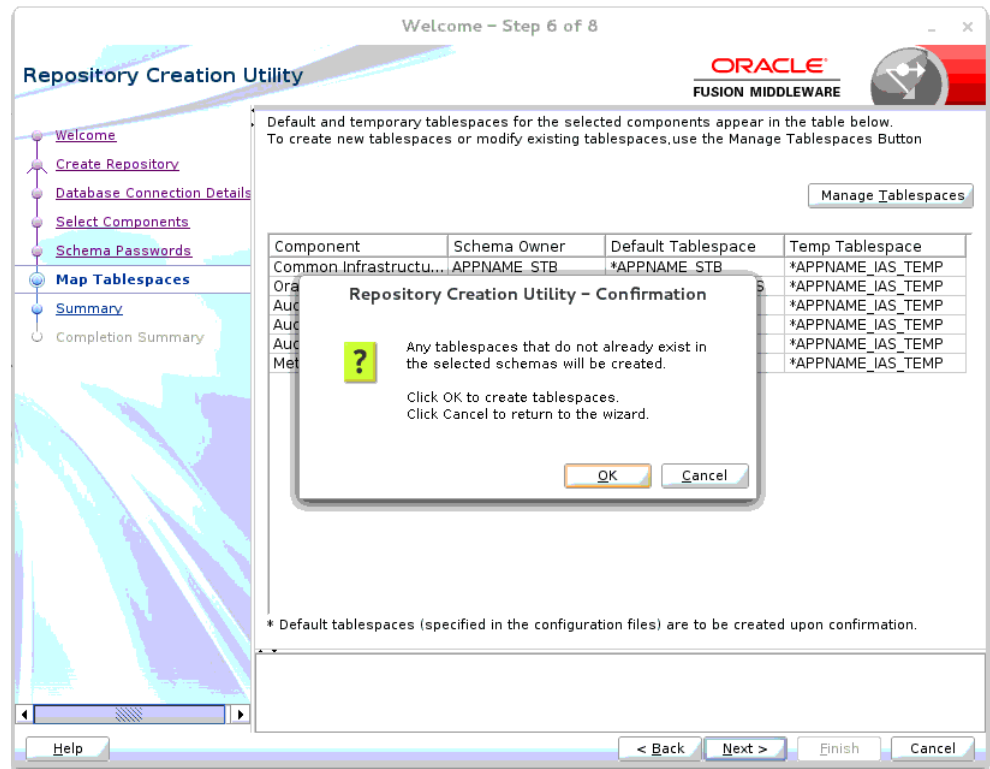 Welcome – Step 6 of 8
Repository Creation Utility
ORACLE
FUSION MIDDLEWARE
Welcome
Create Repository
Database Connection Details
Select Components
Schema Passwords
Map Tablespaces
Summary
Completion Summary
Default and temporary tablespaces for the selected components appear in the table below.
To create new tablespaces or modify existing tablespaces,use the Manage Tablespaces Button
Manage Tablespaces
Component Schema Owner Default Tablespace Temp Tablespace
Common Infrastructu... APPNAME_STB *APPNAME_STB *APPNAME_IAS_TEMP
Ora S *APPNAME_IAS_TEMP
Aud *APPNAME_IAS_TEMP
Aud *APPNAME_IAS_TEMP
Aud *APPNAME_IAS_TEMP
Met *APPNAME_IAS_TEMP
Repository Creation Utility – Confirmation
?
Any tablespaces that do not already exist in
the selected schemas will be created.
Click OK to create tablespaces.
Click Cancel to return to the wizard.
OK Cancel
* Default tablespaces (specified in the configuration files) are to be created upon confirmation.
Help < Back Next > Finish Cancel